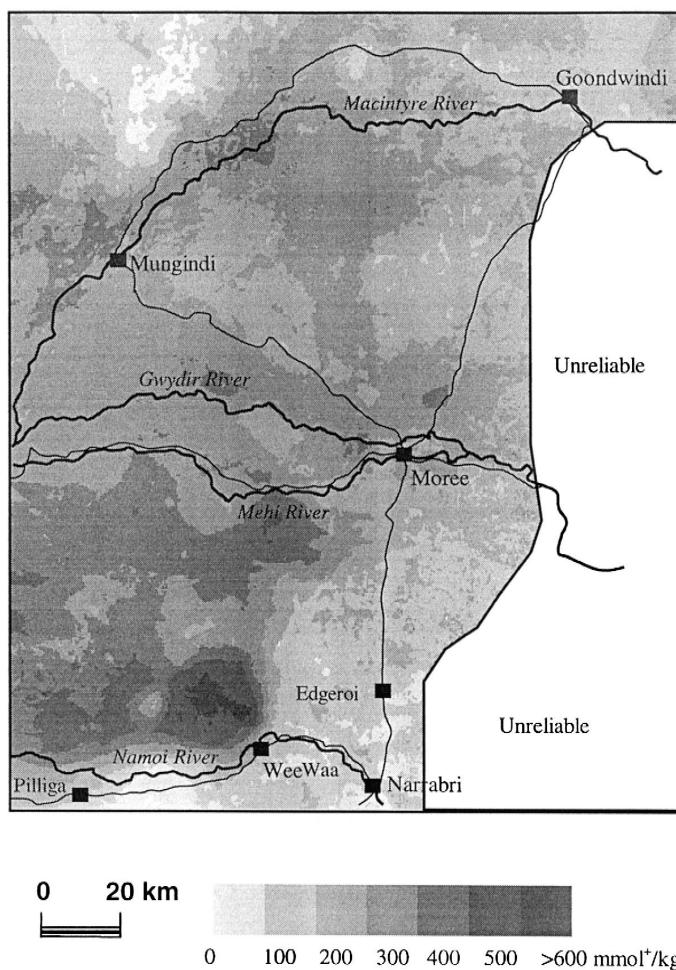 Goondwindi
Macintyre River
Mungindi
Unreliable
Gwydir River
Moree
Mehi River
Edgeroi
Unreliable
Namoi River
WeeWaa
Pilliga
Narrabri
0 20 km
0 100 200 300 400 500 >600 mmol⁺/kg